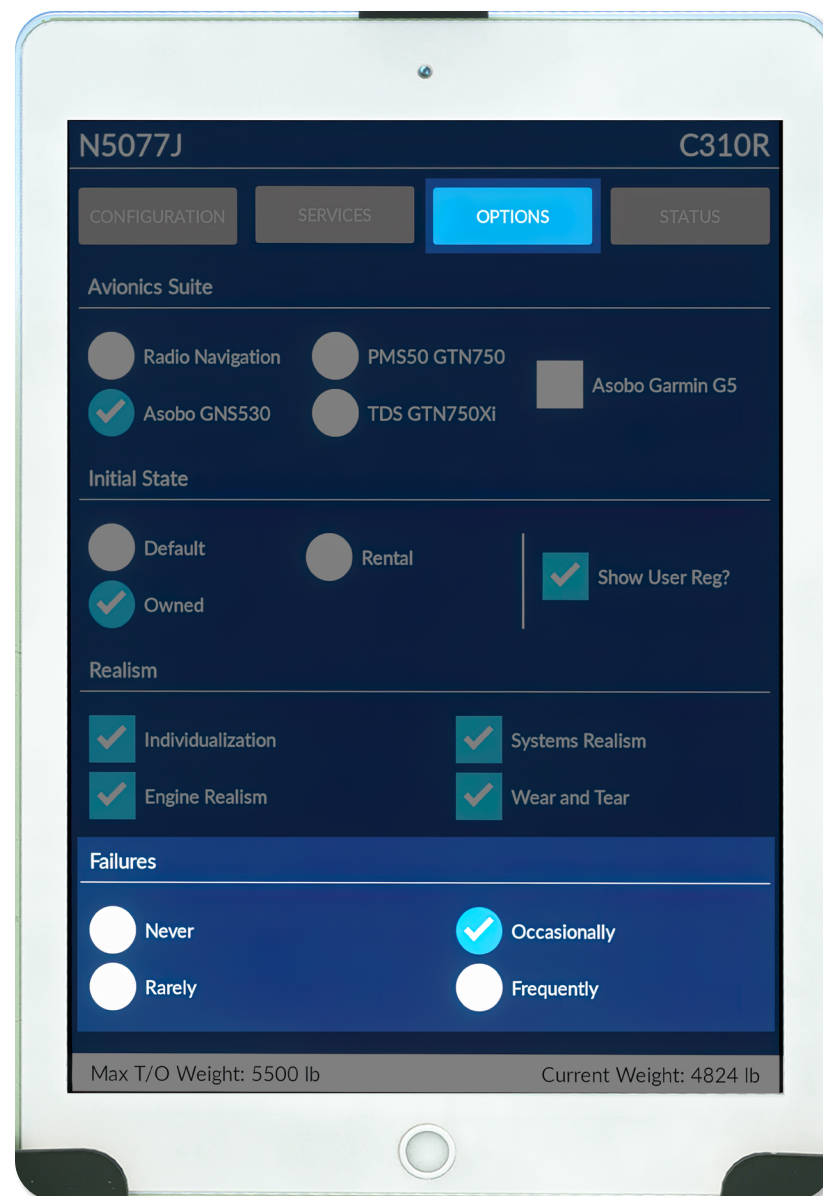 N5077J C310R
CONFIGURATION SERVICES OPTIONS STATUS
Avionics Suite
Radio Navigation PMS50 GTN750
Asobo Garmin G5
Asobo GNS530 TDS GTN750Xi
Initial State
Default Rental
Show User Reg?
Owned
Realism
Individualization Systems Realism
Engine Realism Wear and Tear
Failures
Never Occasionally
Rarely Frequently
Max T/O Weight: 5500 lb Current Weight: 4824 lb